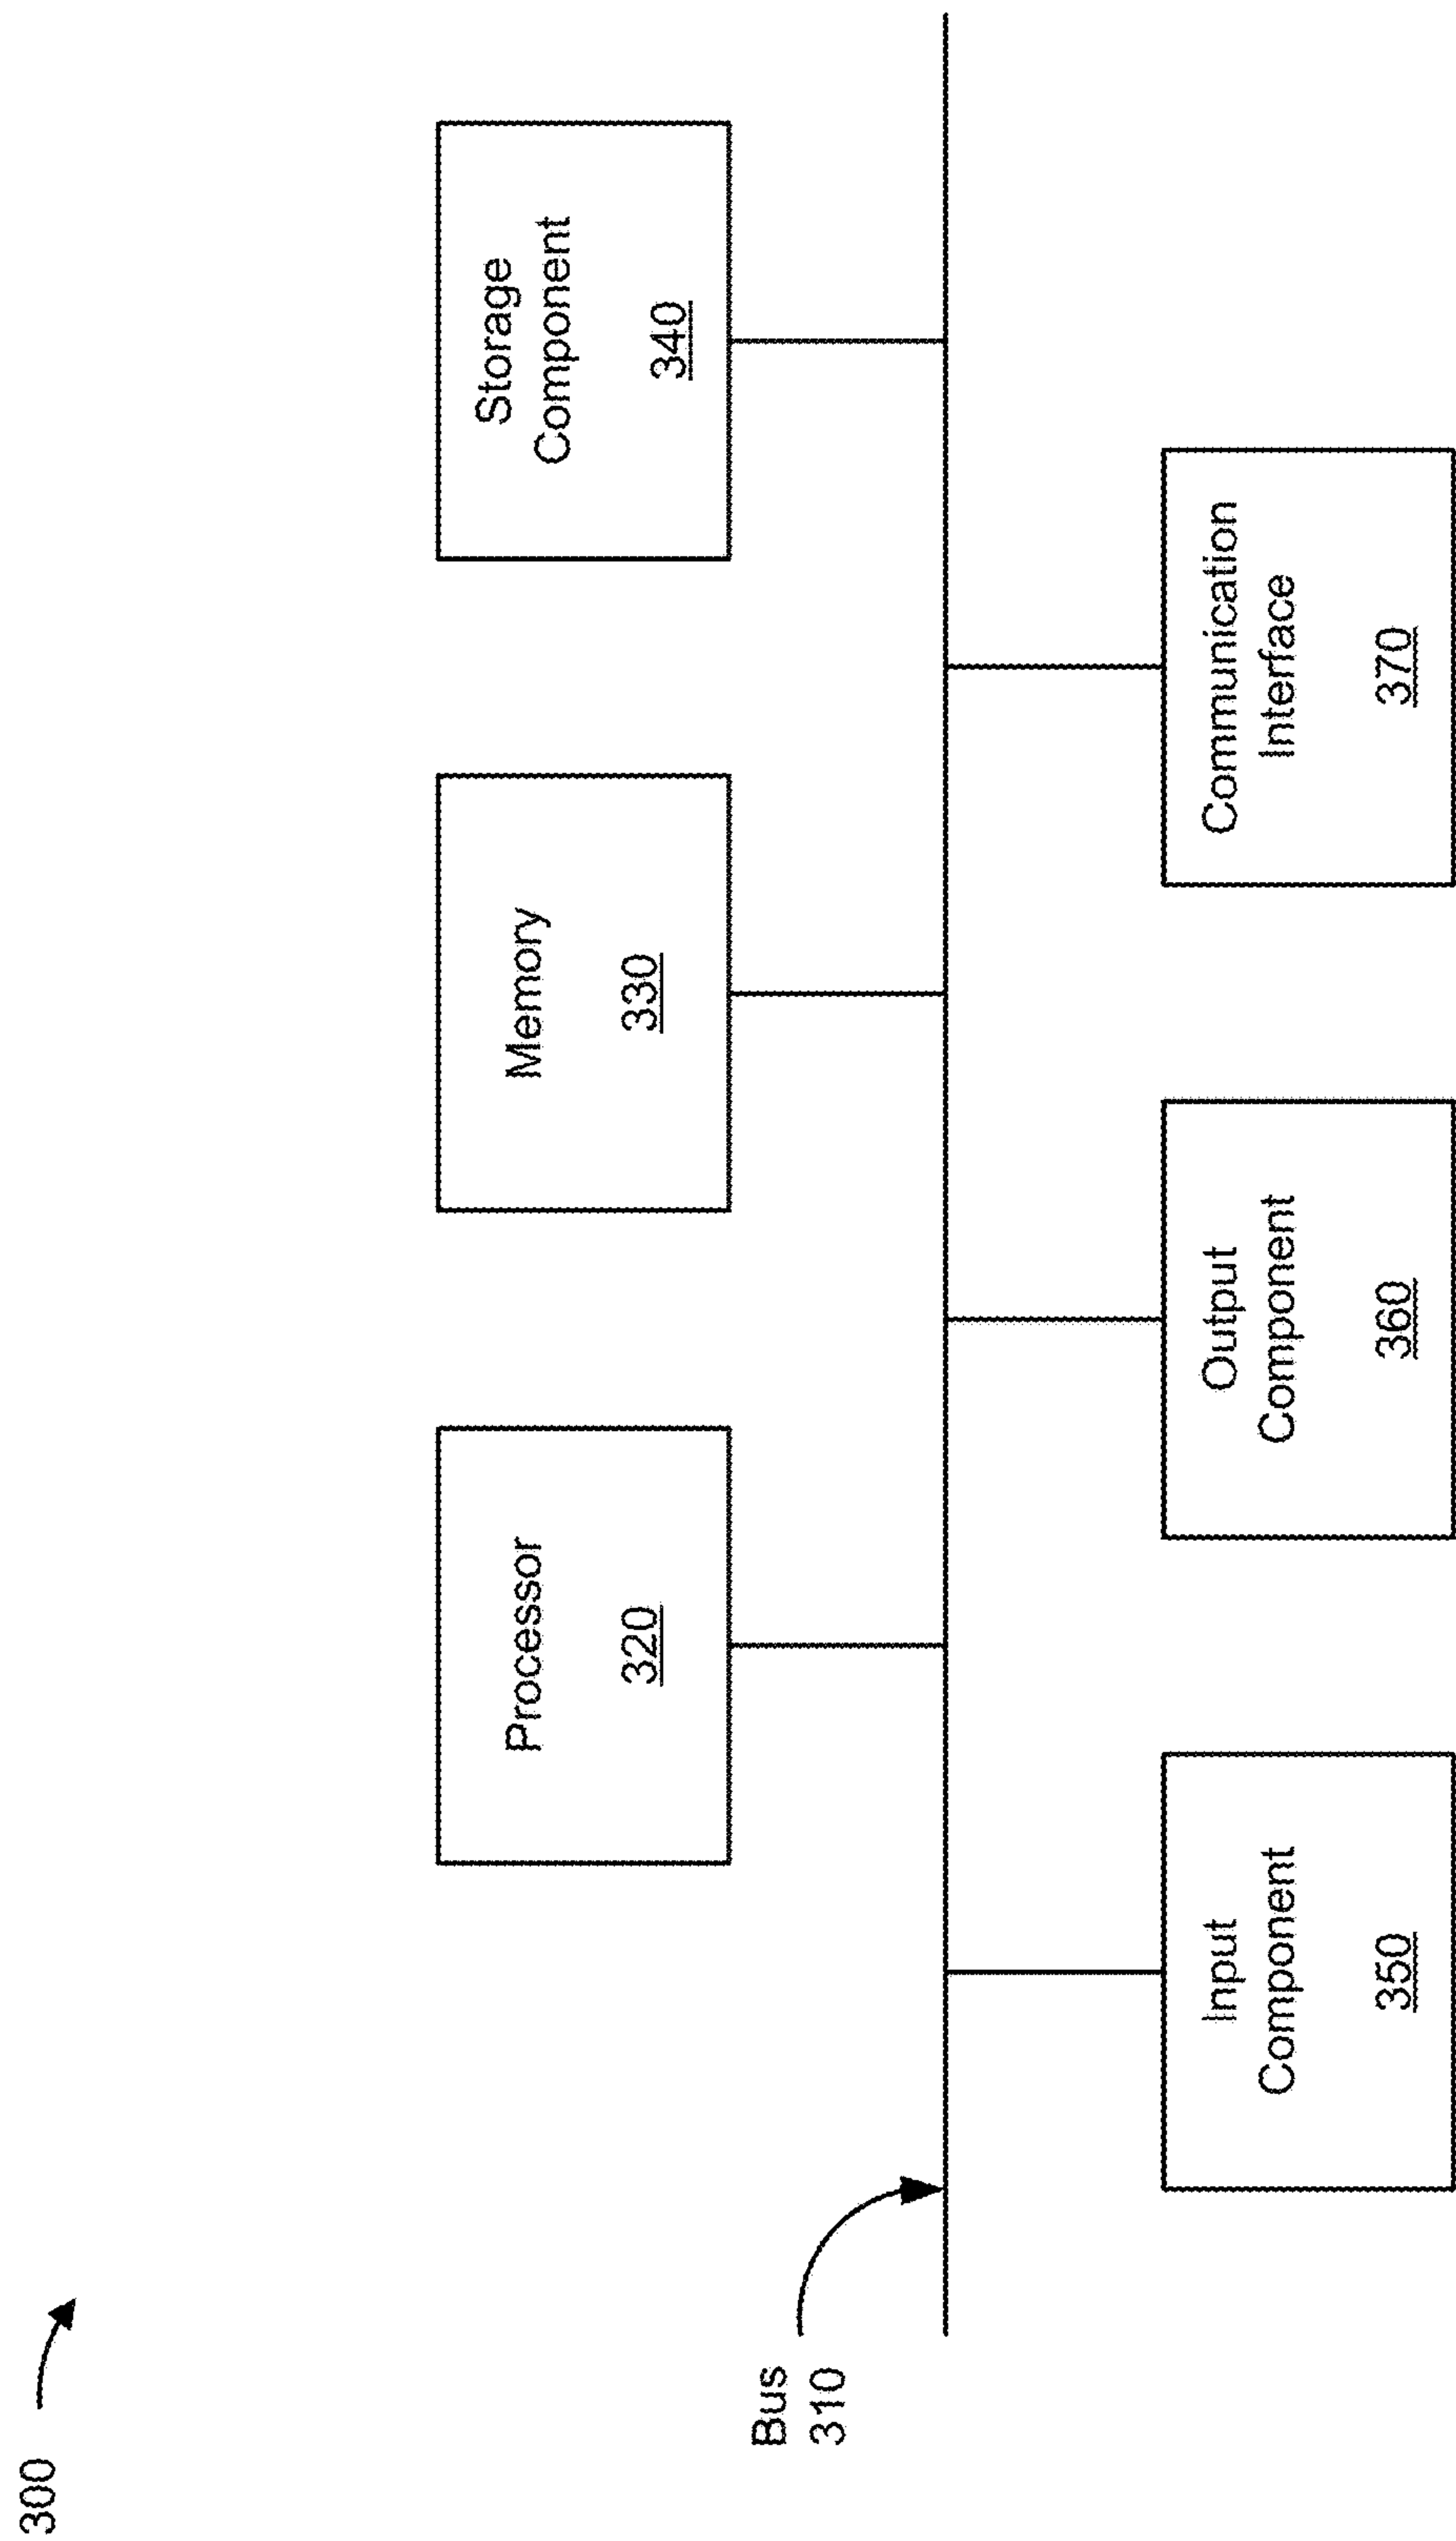 300
Bus
310
Processor
320
Memory
330
Storage
Component
340
Input
Component
350
Output
Component
360
Communication
Interface
370